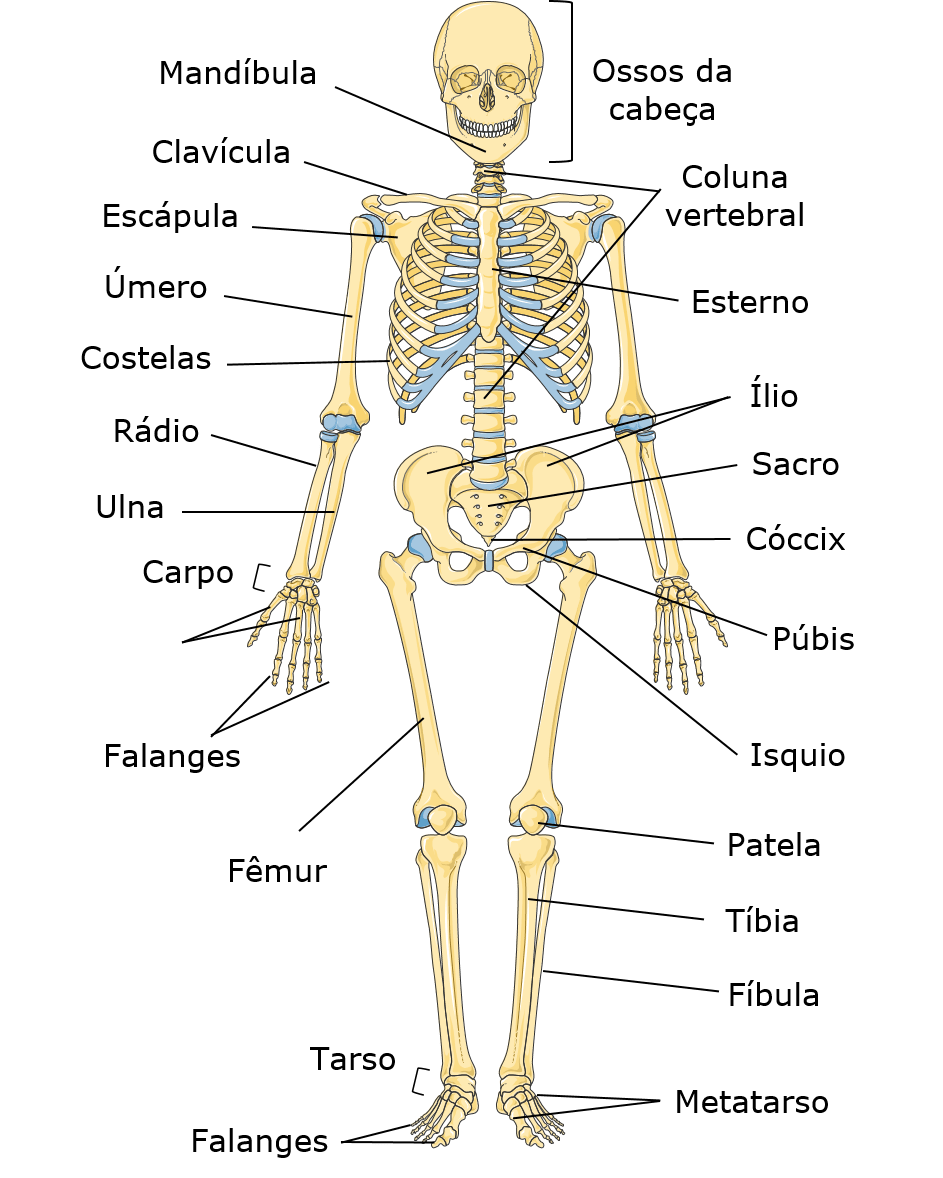 Mandíbula
Ossos da
cabeça
Clavícula
Coluna
vertebral
Escápula
Úmero
Esterno
Costelas
Ílio
Rádio
Sacro
Ulna
Cóccix
Carpo
Púbis
Falanges
Isquio
Patela
Fêmur
Tíbia
Fíbula
Tarso
Metatarso
Falanges